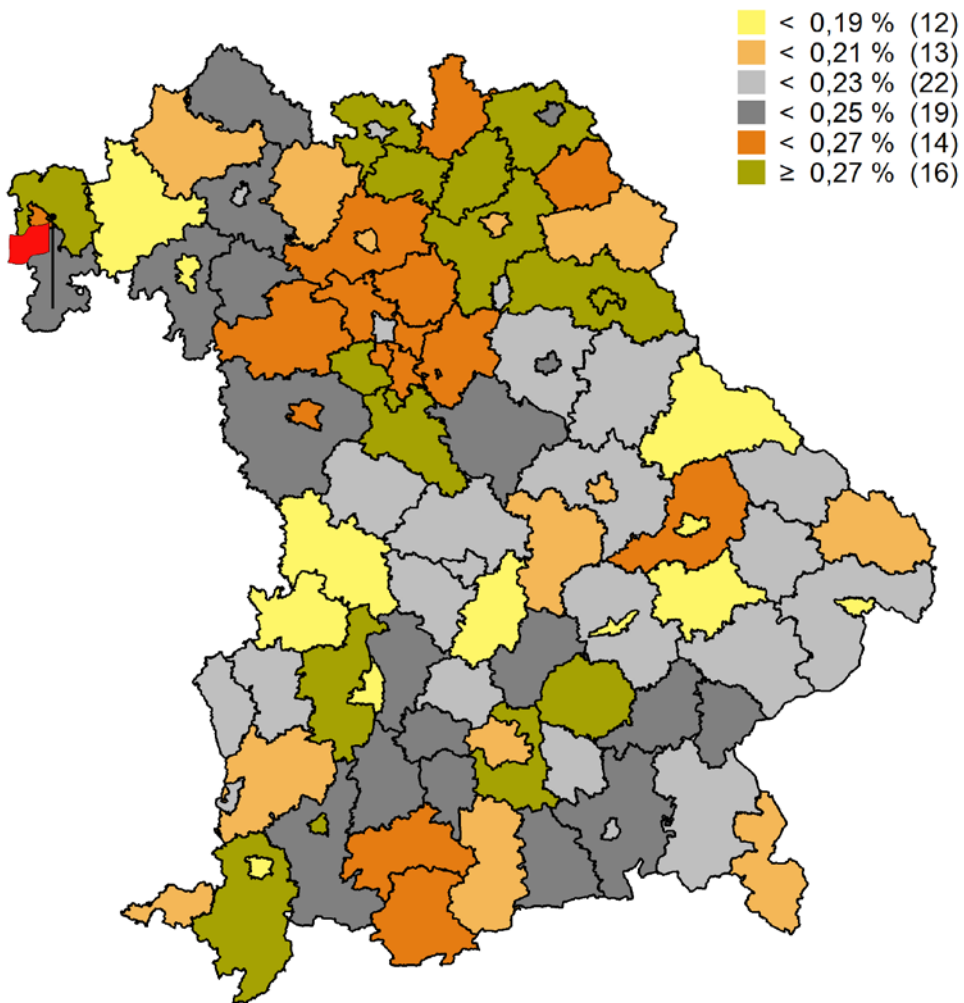 < 0,19 % (12)
< 0,21 % (13)
< 0,23 % (22)
< 0,25 % (19)
< 0,27 % (14)
≥ 0,27 % (16)